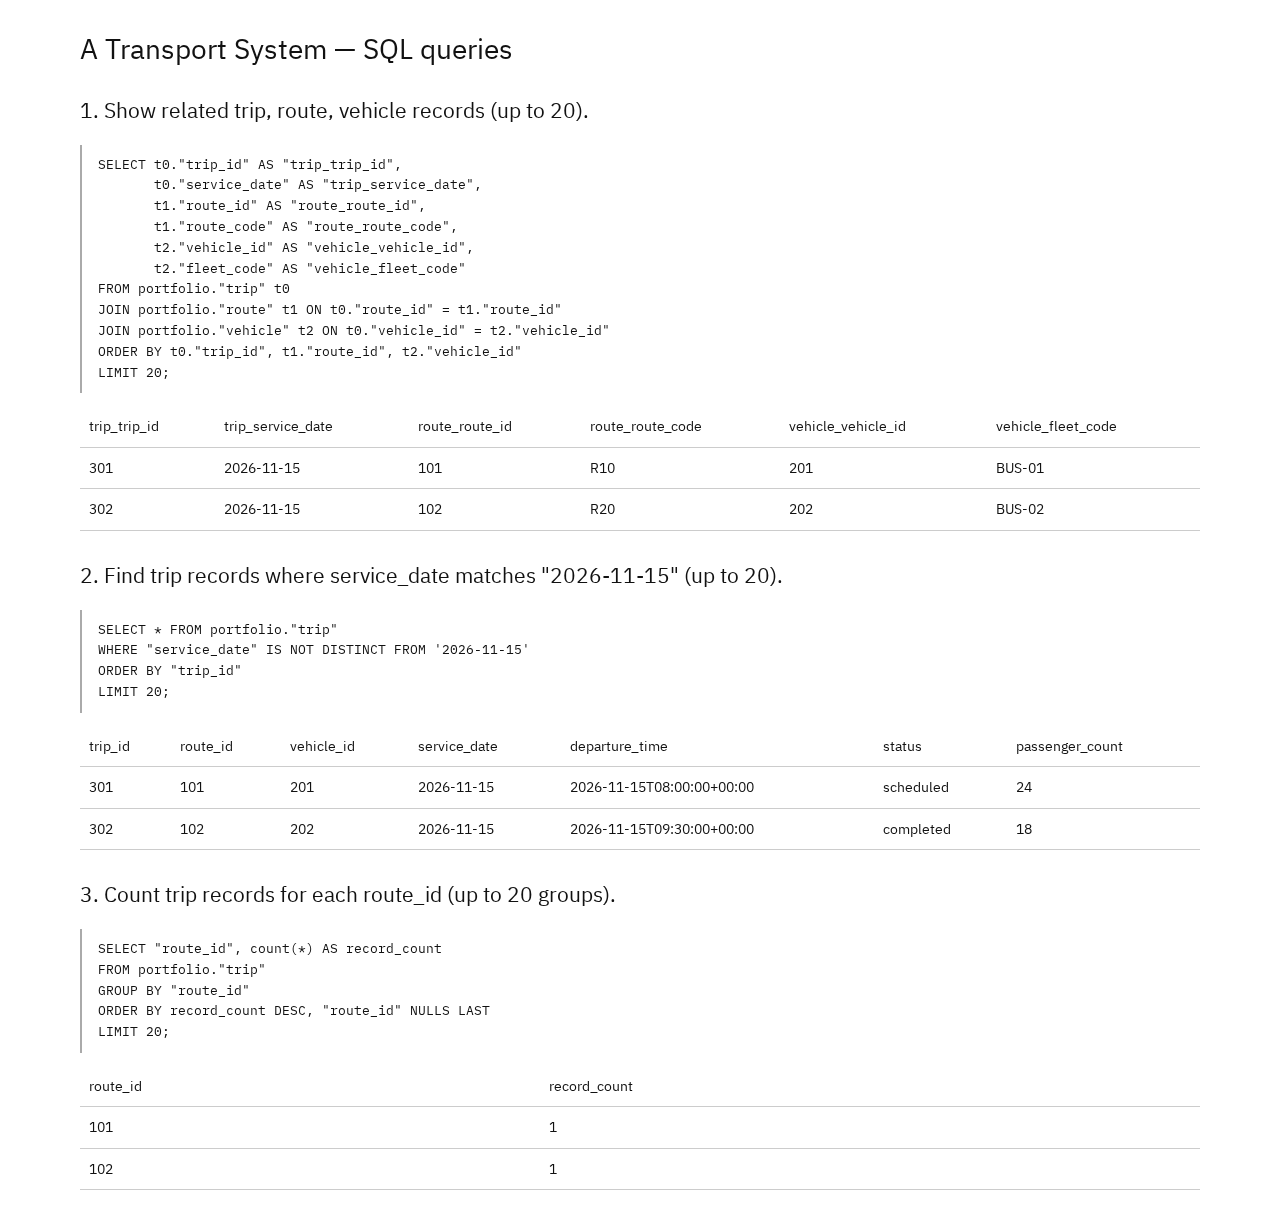 A Transport System — SQL queries
1. Show related trip, route, vehicle records (up to 20).
SELECT t0."trip_id" AS "trip_trip_id",
       t0."service_date" AS "trip_service_date",
       t1."route_id" AS "route_route_id",
       t1."route_code" AS "route_route_code",
       t2."vehicle_id" AS "vehicle_vehicle_id",
       t2."fleet_code" AS "vehicle_fleet_code"
FROM portfolio."trip" t0
JOIN portfolio."route" t1 ON t0."route_id" = t1."route_id"
JOIN portfolio."vehicle" t2 ON t0."vehicle_id" = t2."vehicle_id"
ORDER BY t0."trip_id", t1."route_id", t2."vehicle_id"
LIMIT 20;
trip_trip_id trip_service_date route_route_id route_route_code vehicle_vehicle_id vehicle_fleet_code
301 2026-11-15 101 R10 201 BUS-01
302 2026-11-15 102 R20 202 BUS-02
2. Find trip records where service_date matches "2026-11-15" (up to 20).
SELECT * FROM portfolio."trip"
WHERE "service_date" IS NOT DISTINCT FROM '2026-11-15'
ORDER BY "trip_id"
LIMIT 20;
trip_id route_id vehicle_id service_date departure_time status passenger_count
301 101 201 2026-11-15 2026-11-15T08:00:00+00:00 scheduled 24
302 102 202 2026-11-15 2026-11-15T09:30:00+00:00 completed 18
3. Count trip records for each route_id (up to 20 groups).
SELECT "route_id", count(*) AS record_count
FROM portfolio."trip"
GROUP BY "route_id"
ORDER BY record_count DESC, "route_id" NULLS LAST
LIMIT 20;
route_id record_count
101 1
102 1